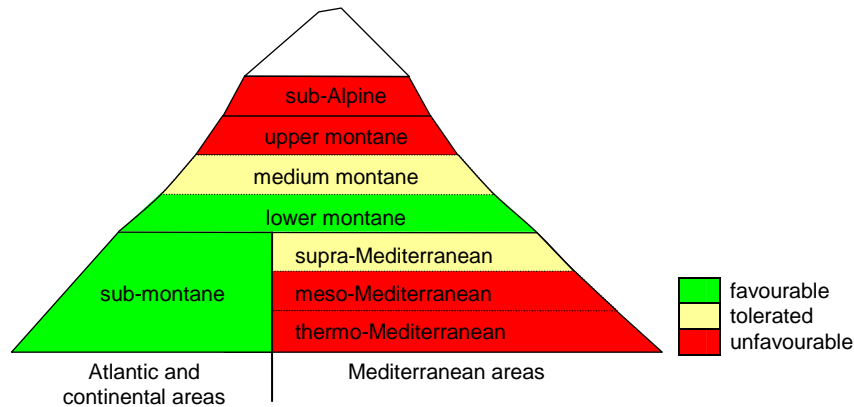 sub-Alpine
upper montane
medium montane
lower montane
supra-Mediterranean
sub-montane
meso-Mediterranean
thermo-Mediterranean
favourable
tolerated
unfavourable
Atlantic and
continental areas
Mediterranean areas